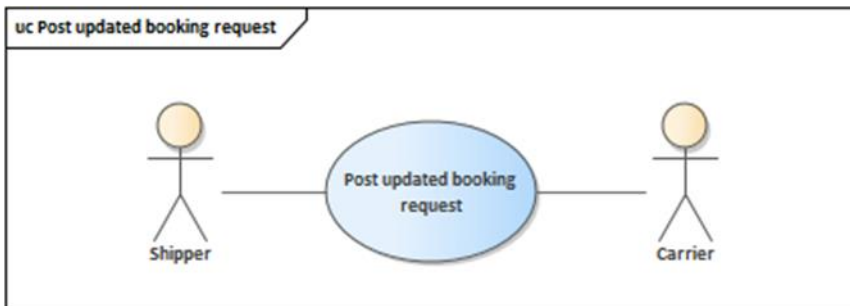 uc Post updated booking request
Post updated booking
request
Shipper
Carrier